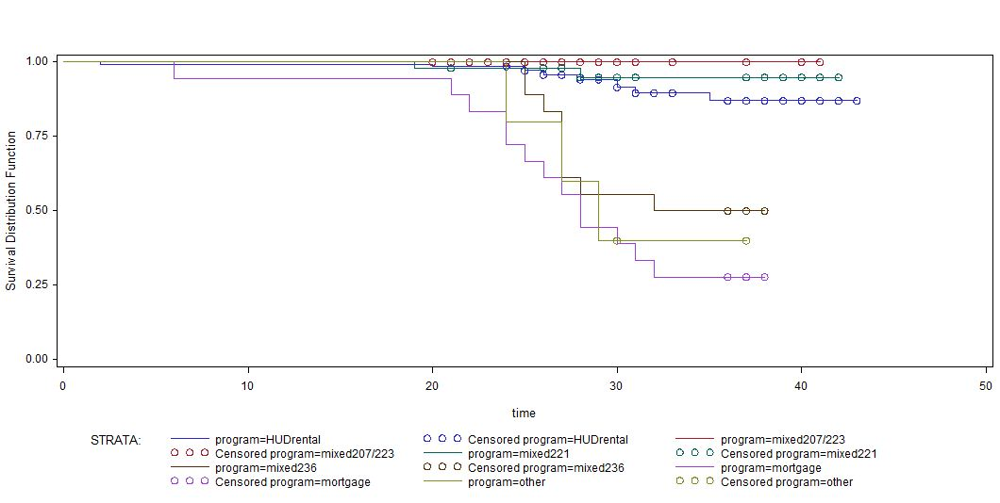 1.00
0.75
0.50
0.25
0.00
Survival Distribution Function
0 10 20 30 40 50
time
STRATA: program=HUDrental Censored program=HUDrental program=mixed207/223
Censored program=mixed207/223 program=mixed221 Censored program=mixed221
program=mixed236 Censored program=mixed236 program=mortgage
Censored program=mortgage program=other Censored program=other